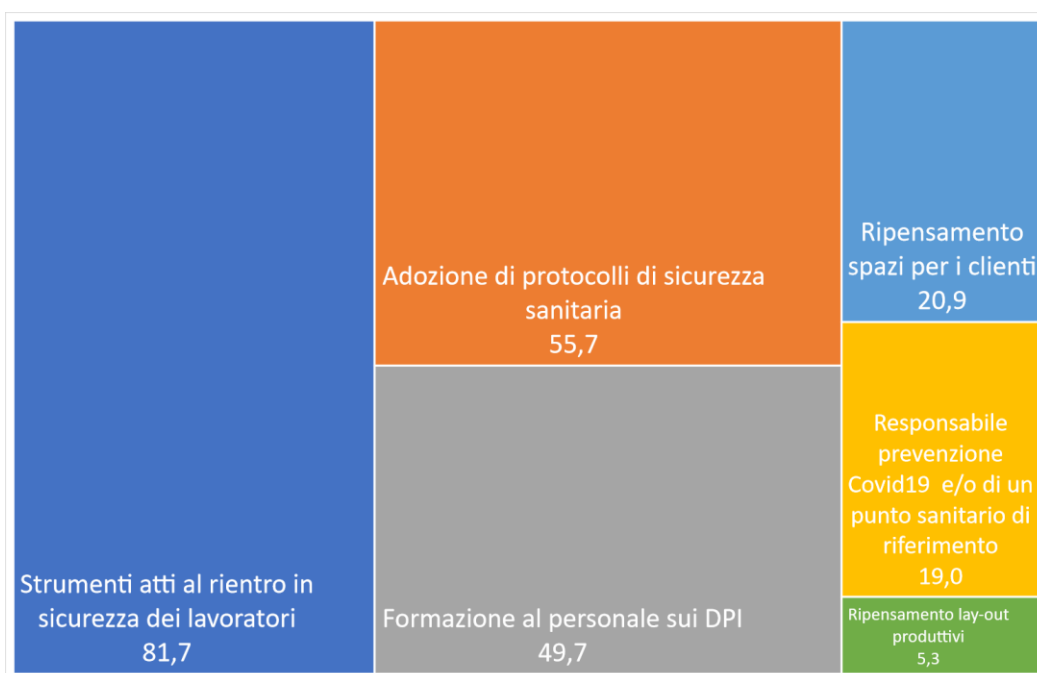 Strumenti atti al rientro in
sicurezza dei lavoratori
81,7
Adozione di protocolli di sicurezza
sanitaria
55,7
Formazione al personale sui DPI
49,7
Ripensamento
spazi per i clienti
20,9
Responsabile
prevenzione
Covid19 e/o di un
punto sanitario di
riferimento
19,0
Ripensamento lay-out
produttivi
5,3